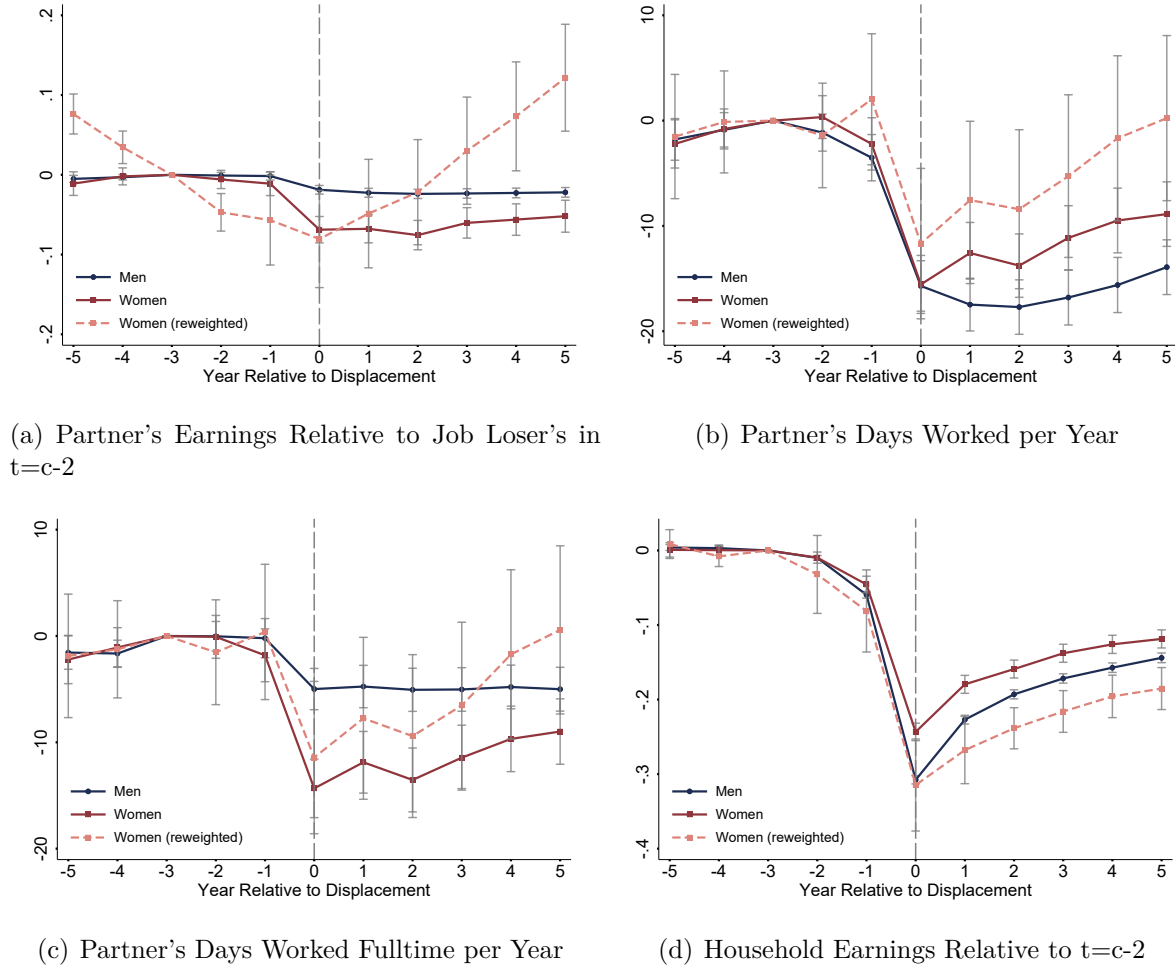 .2
.1
0
-.1
-.2
Men
Women
Women (reweighted)
-5 -4 -3 -2 -1 0 1 2 3 4 5
Year Relative to Displacement
(a) Partner's Earnings Relative to Job Loser's in
t=c-2
10
0
-10
-20
Men
Women
Women (reweighted)
-5 -4 -3 -2 -1 0 1 2 3 4 5
Year Relative to Displacement
(b) Partner's Days Worked per Year
10
0
-10
-20
Men
Women
Women (reweighted)
-5 -4 -3 -2 -1 0 1 2 3 4 5
Year Relative to Displacement
(c) Partner's Days Worked Fulltime per Year
0
-.1
-.2
-.3
-.4
Men
Women
Women (reweighted)
-5 -4 -3 -2 -1 0 1 2 3 4 5
Year Relative to Displacement
(d) Household Earnings Relative to t=c-2